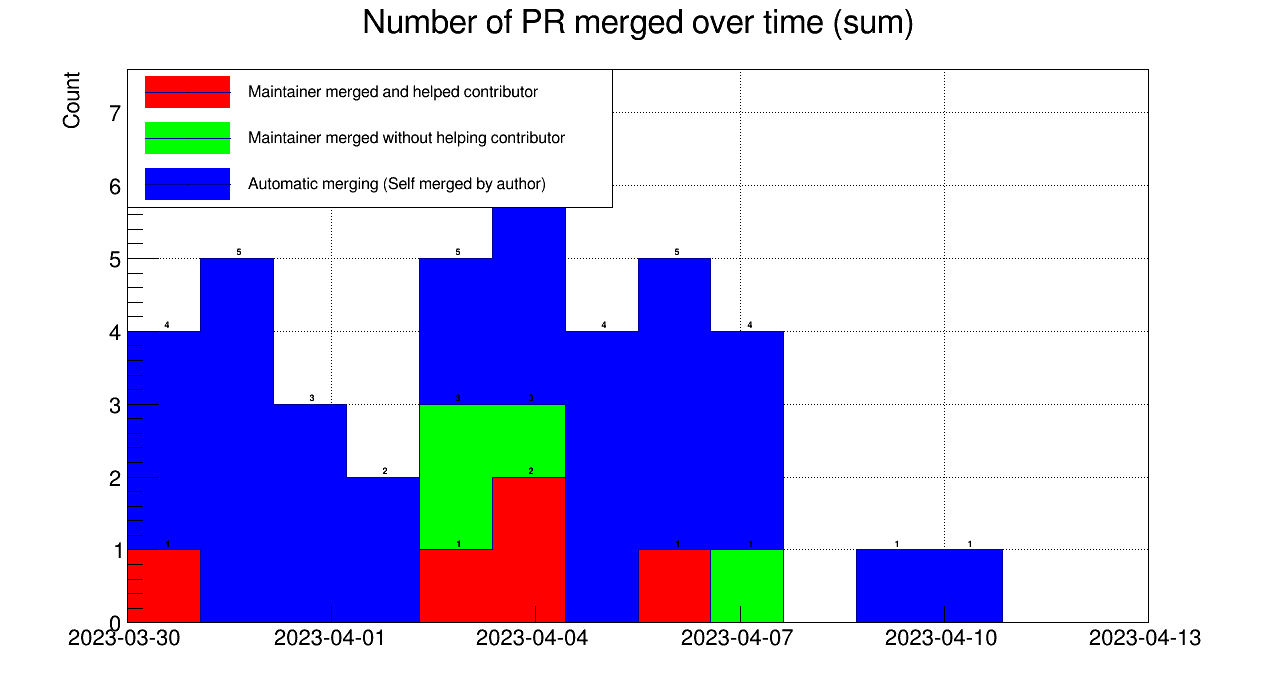 Number of PR merged over time (sum)
Count
Maintainer merged and helped contributor
Maintainer merged without helping contributor
Automatic merging (Self merged by author)
7
6
5
4
3
2
1
0
5 5 5
4 4 4
3 3 3
2 2
1 1 1 1 1 1
2023-03-30 2023-04-01 2023-04-04 2023-04-07 2023-04-10 2023-04-13